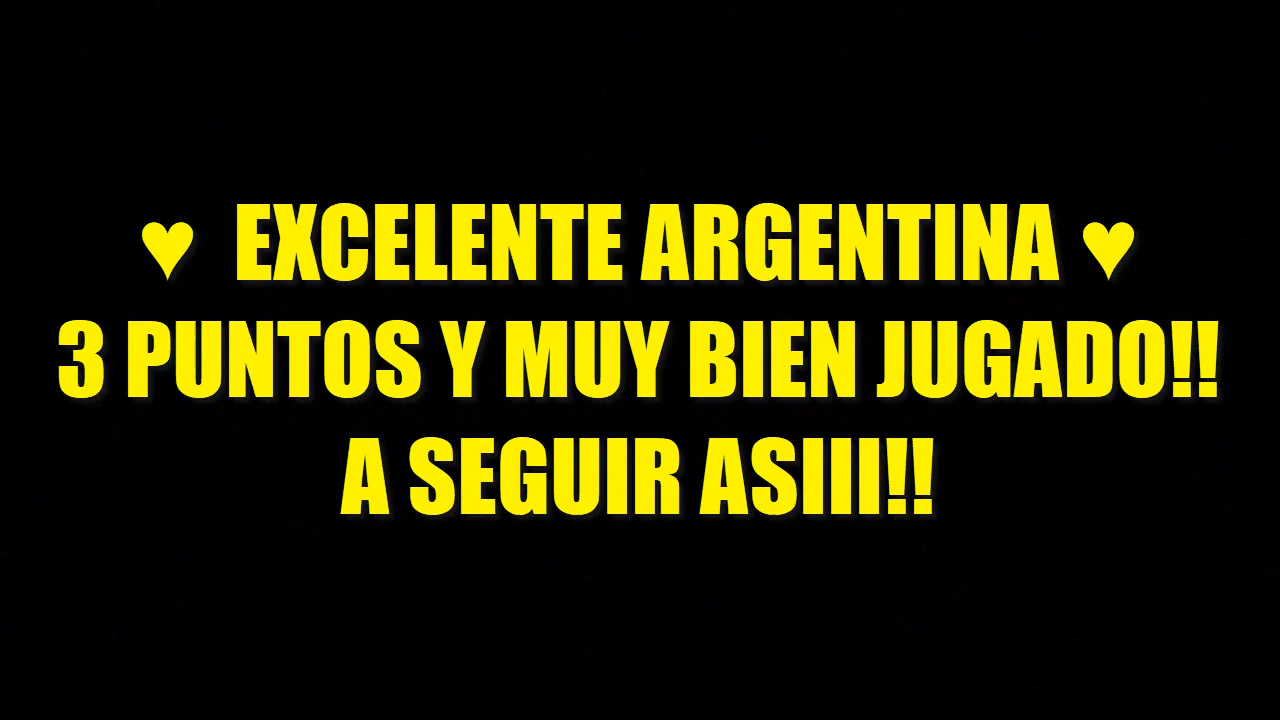 ♥ EXCELENTE ARGENTINA ♥
3 PUNTOS Y MUY BIEN JUGADO!!
A SEGUIR ASIII!!